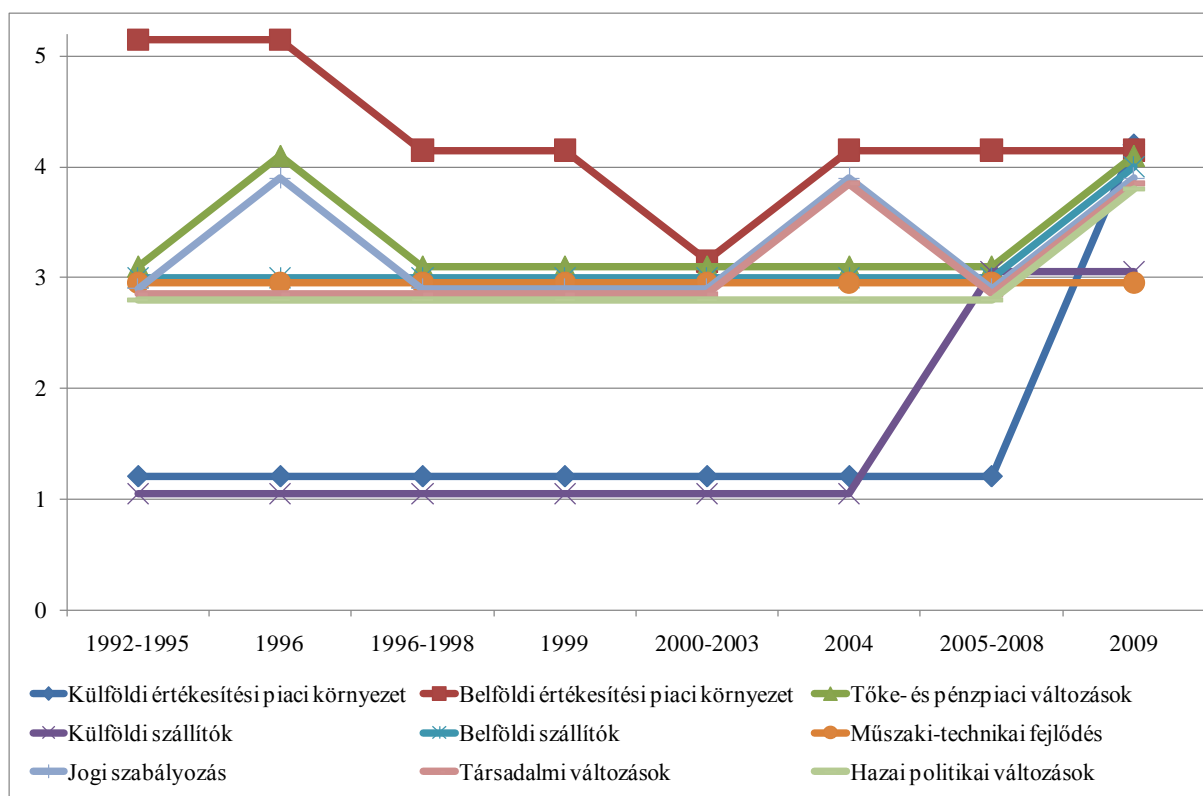 5
4
3
2
1
0
1992-1995 1996 1996-1998 1999 2000-2003 2004 2005-2008 2009
Külföldi értékesítési piaci környezet Belföldi értékesítési piaci környezet Tőke- és pénzpiaci változások
Külföldi szállítók Belföldi szállítók Műszaki-technikai fejlődés
Jogi szabályozás Társadalmi változások Hazai politikai változások